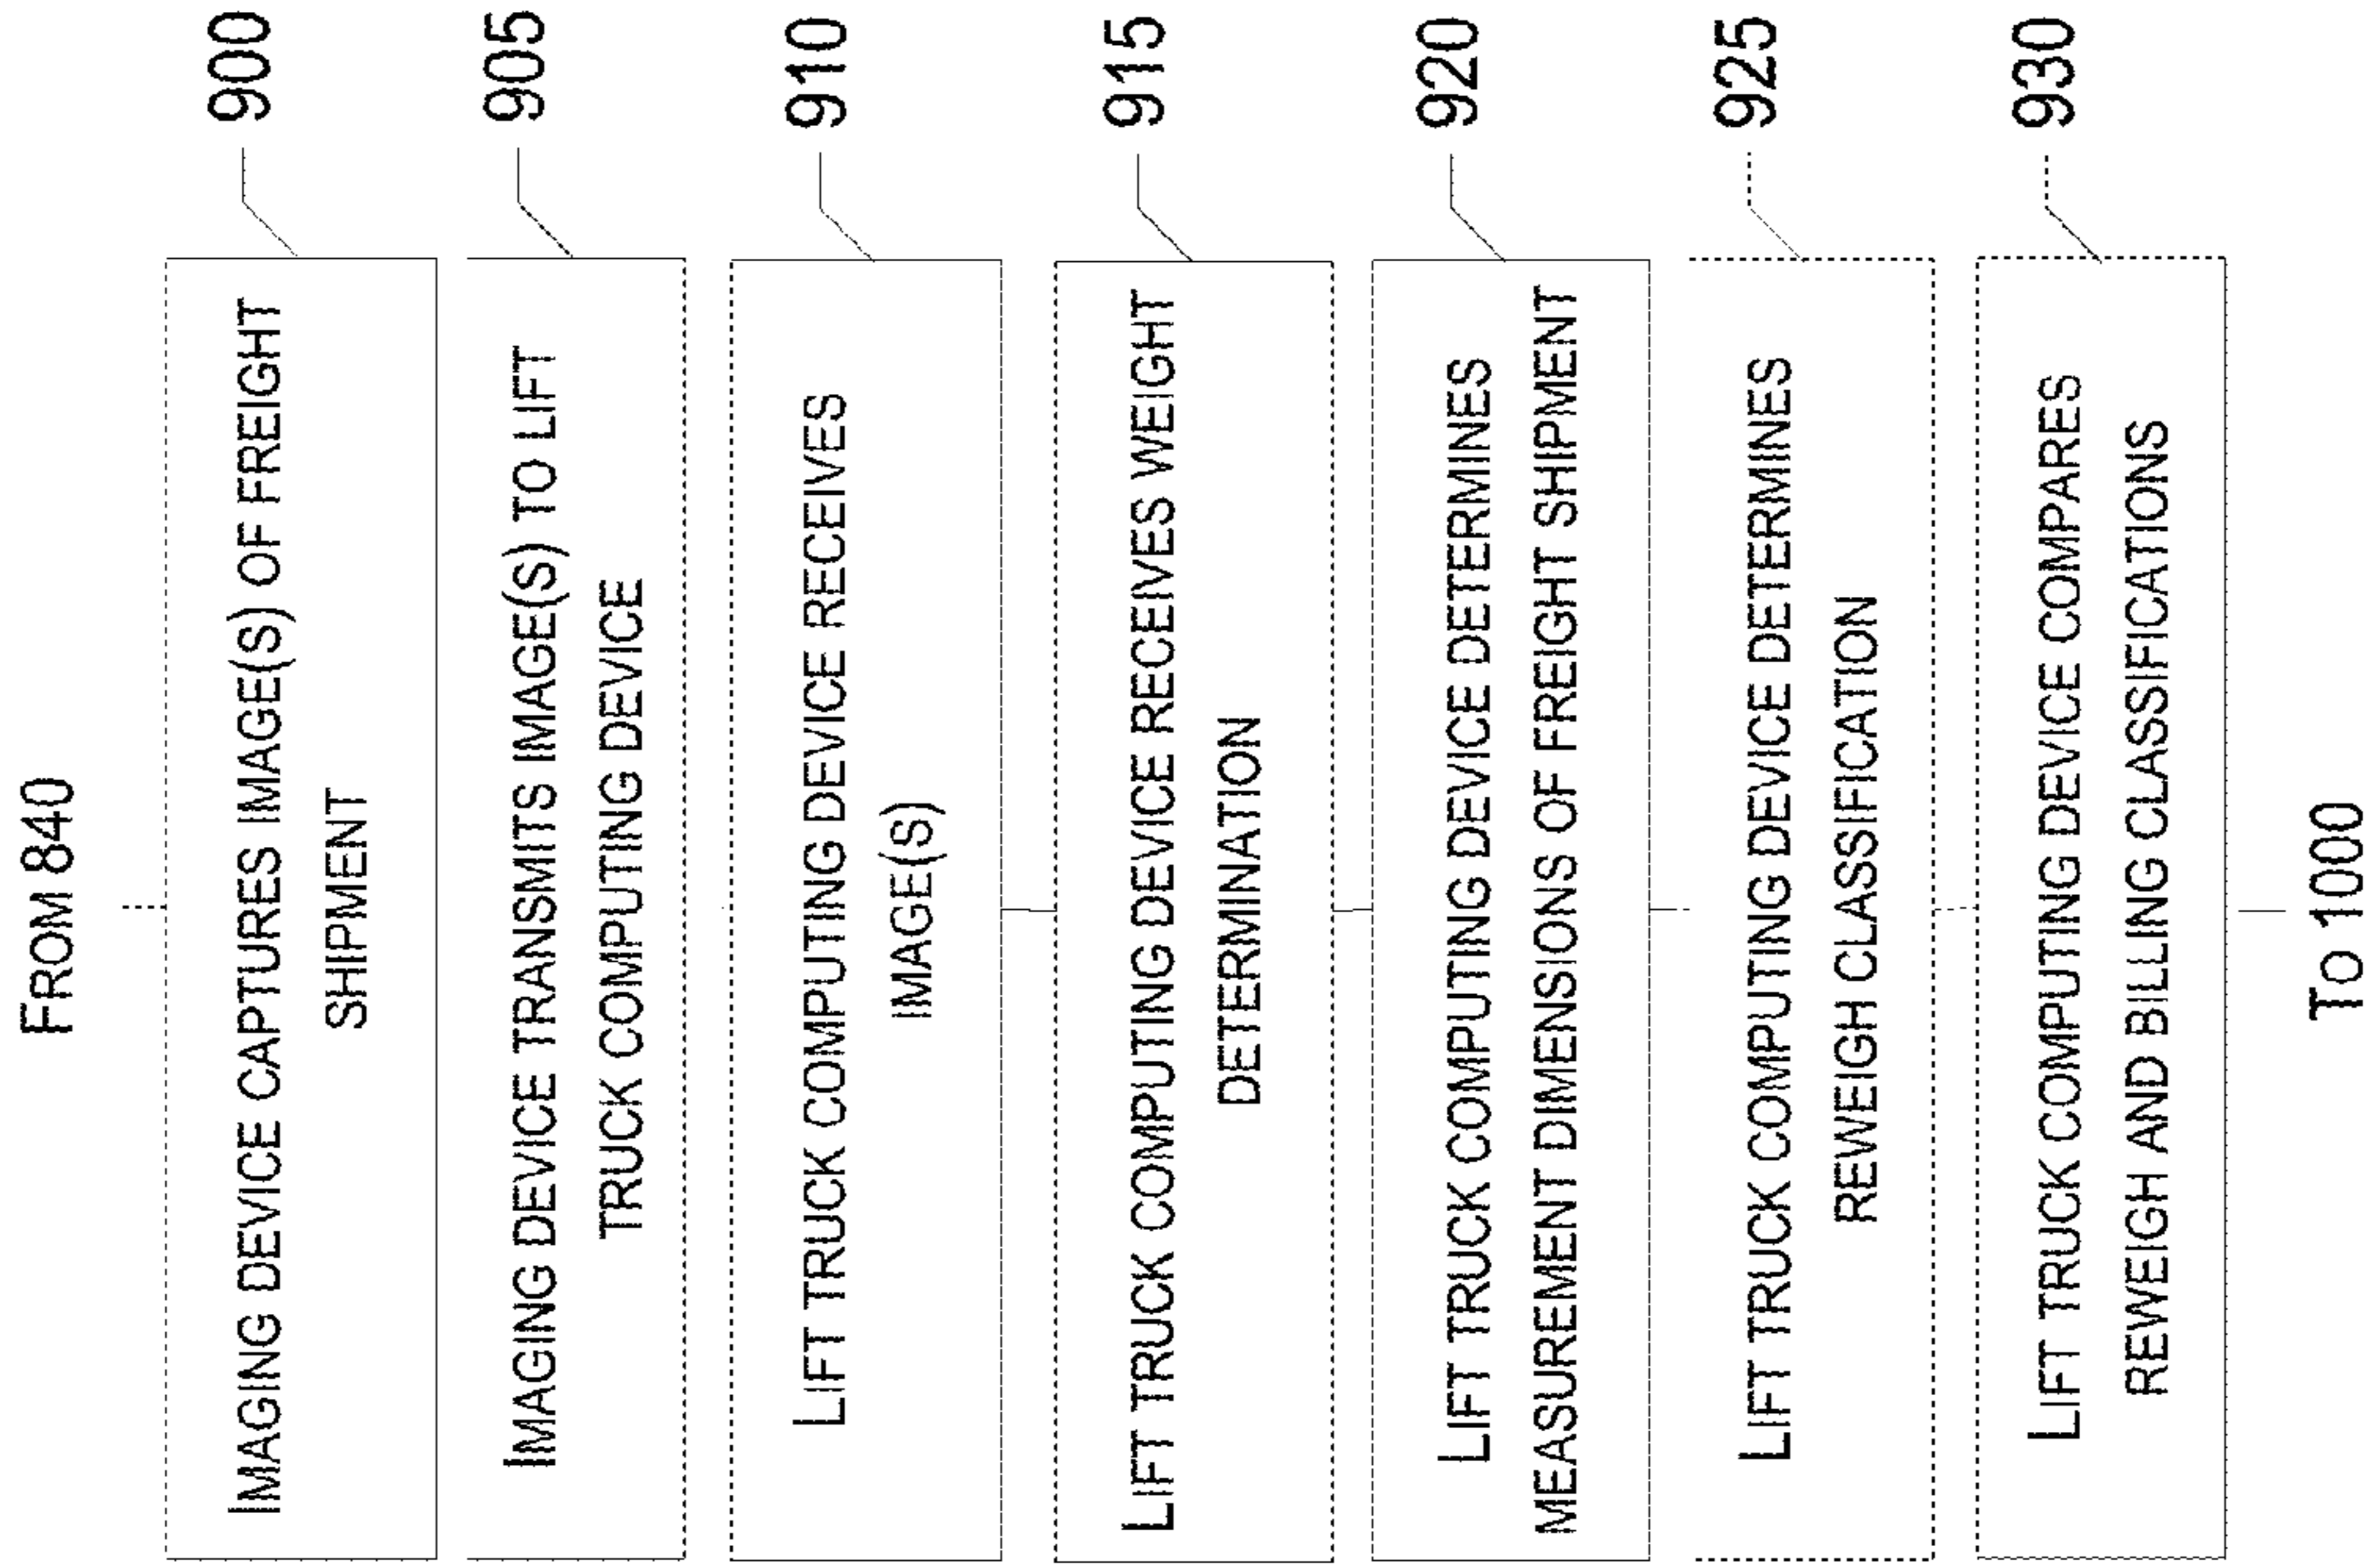 FROM 840
IMAGING DEVICE CAPTURES IMAGE(S) OF FREIGHT
SHIPMENT
900
IMAGING DEVICE TRANSMITS IMAGE(S) TO LIFT
TRUCK COMPUTING DEVICE
905
LIFT TRUCK COMPUTING DEVICE RECEIVES
IMAGE(S)
910
LIFT TRUCK COMPUTING DEVICE RECEIVES WEIGHT
DETERMINATION
915
LIFT TRUCK COMPUTING DEVICE DETERMINES
MEASUREMENT DIMENSIONS OF FREIGHT SHIPMENT
920
LIFT TRUCK COMPUTING DEVICE DETERMINES
REWEIGH CLASSIFICATION
925
LIFT TRUCK COMPUTING DEVICE COMPARES
REWEIGH AND BILLING CLASSIFICATIONS
930
TO 1000